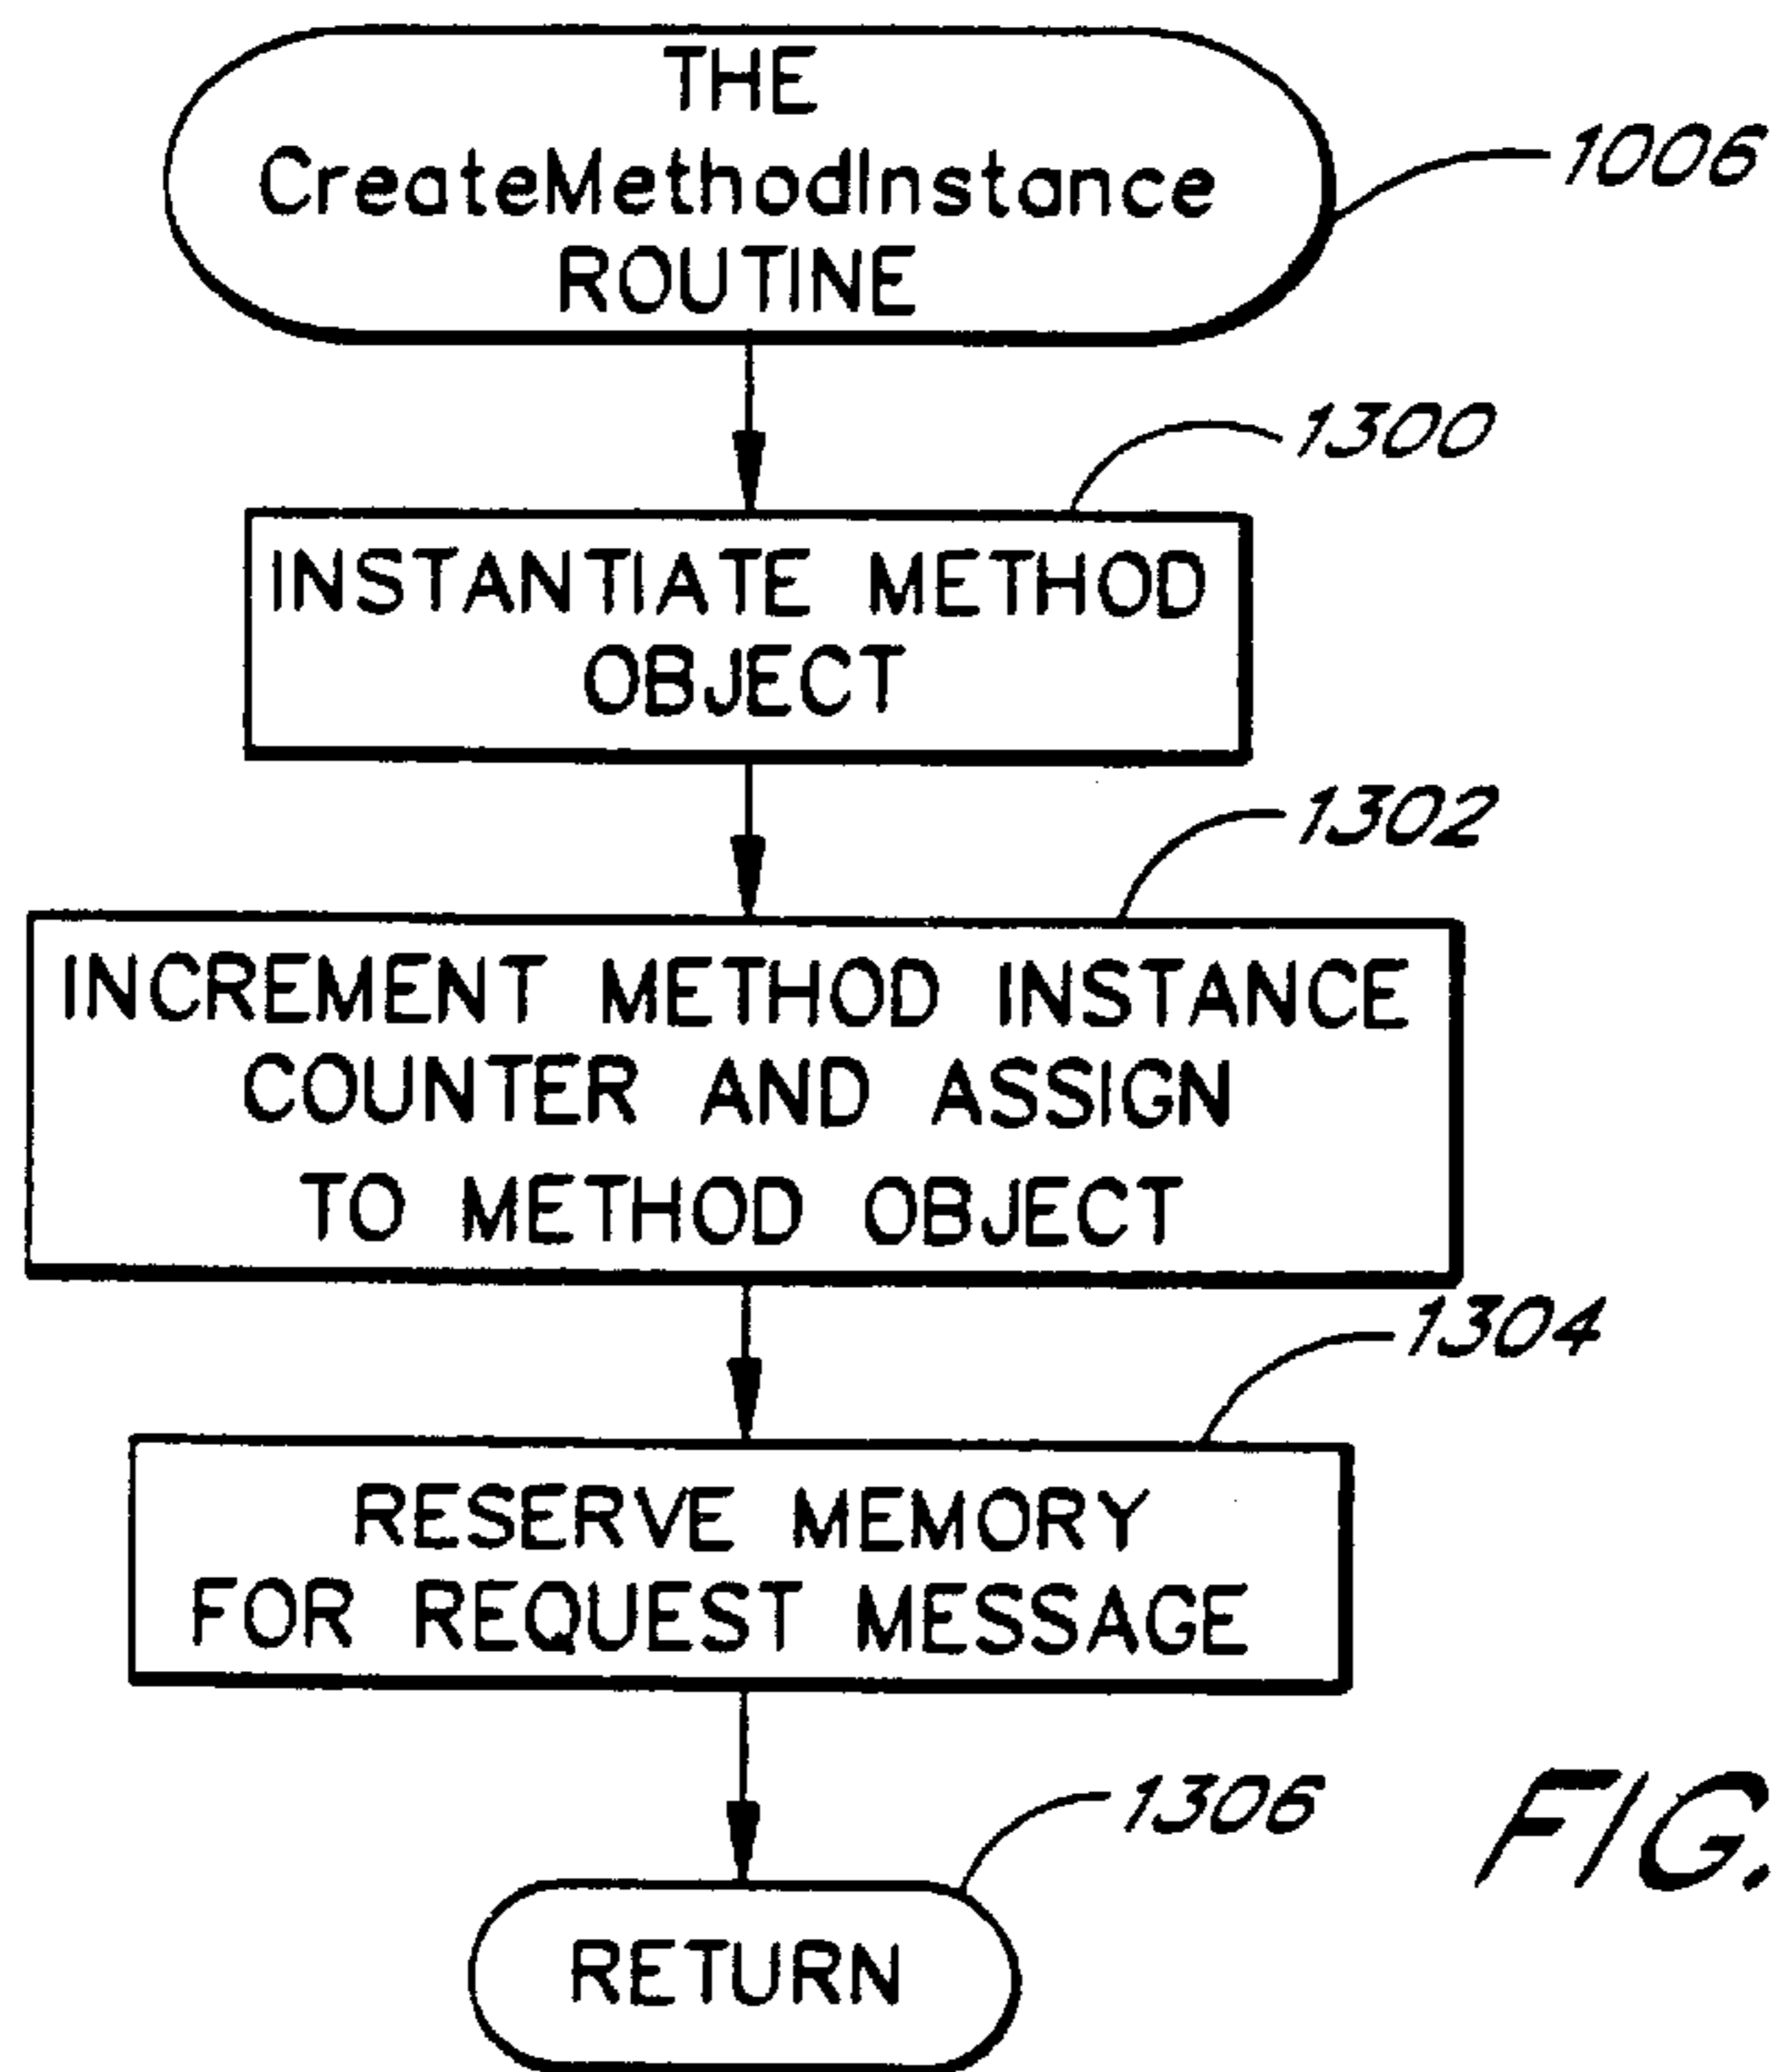 THE
CreateMethodInstance
ROUTINE
1006
1300
INSTANTIATE METHOD
OBJECT
1302
INCREMENT METHOD INSTANCE
COUNTER AND ASSIGN
TO METHOD OBJECT
1304
RESERVE MEMORY
FOR REQUEST MESSAGE
1306
FIG.
RETURN